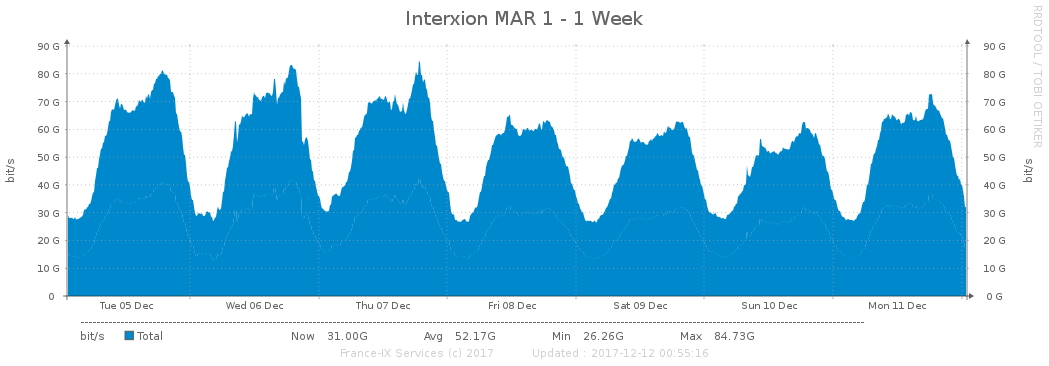 Interxion MAR 1 - 1 Week
RRDTOOL / TOBI OETIKER
90 G 90 G
80 G 80 G
70 G 70 G
60 G 60 G
50 G 50 G
40 G 40 G
30 G 30 G
20 G 20 G
10 G 10 G
0 0 G
bit/s bit/s
Tue 05 Dec Wed 06 Dec Thu 07 Dec Fri 08 Dec Sat 09 Dec Sun 10 Dec Mon 11 Dec
bit/s Total Now 31.00G Avg 52.17G Min 26.26G Max 84.73G
France-IX Services (c) 2017 Updated : 2017-12-12 00:55:16